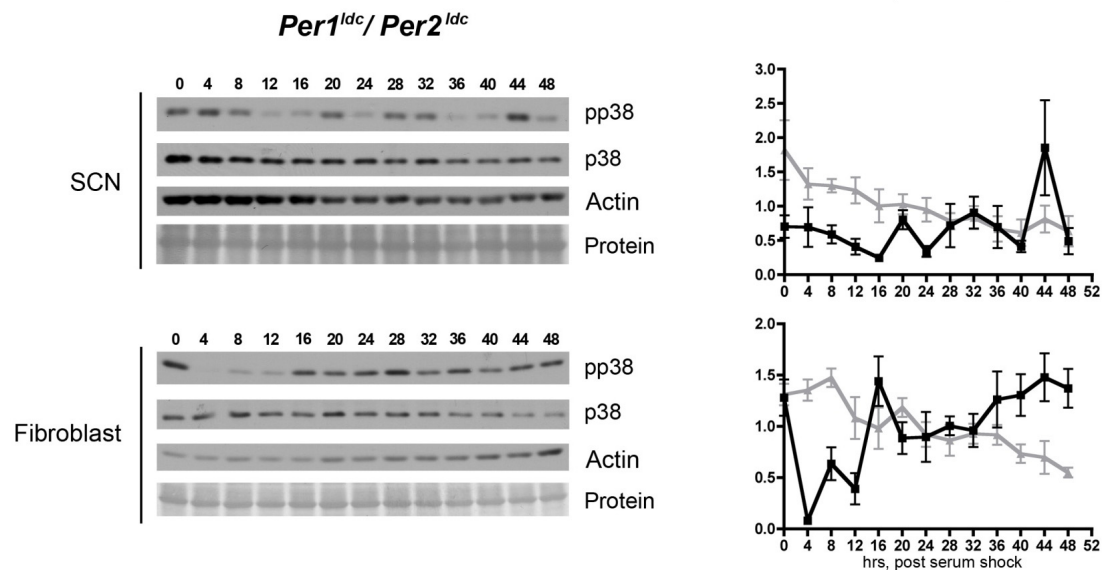 Per1ldc/ Per2ldc
0 4 8 12 16 20 24 28 32 36 40 44 48
pp38
p38
SCN
Actin
Protein
3.0
2.5
2.0
1.5
1.0
0.5
0.0
0 4 8 12 16 20 24 28 32 36 40 44 48 52
0 4 8 12 16 20 24 28 32 36 40 44 48
pp38
p38
Fibroblast
Actin
Protein
2.0
1.5
1.0
0.5
0.0
0 4 8 12 16 20 24 28 32 36 40 44 48 52
hrs, post serum shock